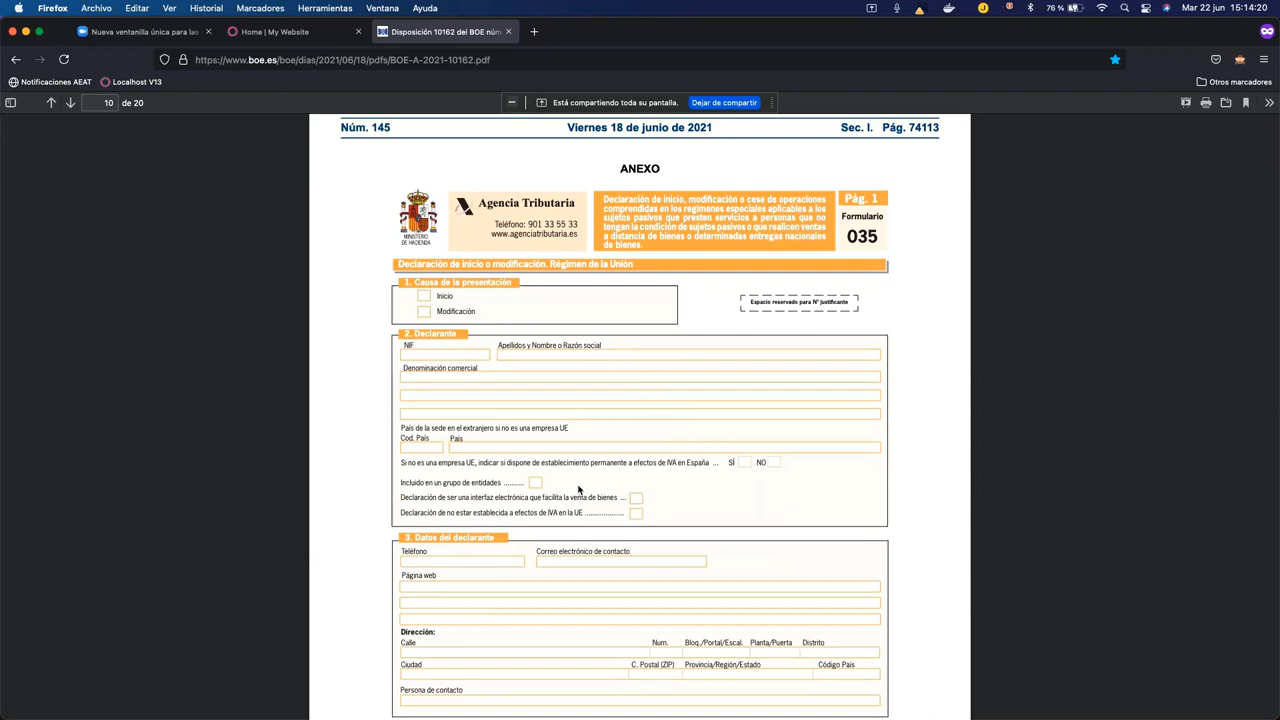 Firefox Archivo Editar Ver Historial Marcadores Herramientas Ventana Ayuda
76 % Mar 22 jun 15:14:20
Nueva ventanilla única para las
Home | My Website
Disposición 10162 del BOE núm
https://www.boe.es/boe/dias/2021/06/18/pdfs/BOE-A-2021-10162.pdf
Notificaciones AEAT
Localhost V13
Otros marcadores
10 de 20
Está compartiendo toda su pantalla.
Dejar de compartir
Núm. 145 Viernes 18 de junio de 2021 Sec. I. Pág. 74113
ANEXO
MINISTERIO
DE HACIENDA
Agencia Tributaria
Teléfono: 901 33 55 33
www.agenciatributaria.es
Declaración de inicio, modificación o cese de operaciones
comprendidas en los regímenes especiales aplicables a los
sujetos pasivos que presten servicios a personas que no
tengan la condición de sujetos pasivos o que realicen ventas
a distancia de bienes o determinadas entregas nacionales
de bienes.
Pág. 1
Formulario
035
Declaración de inicio o modificación. Régimen de la Unión
1. Causa de la presentación
Inicio
Modificación
Espacio reservado para Nº justificante
2. Declarante
NIF Apellidos y Nombre o Razón social
Denominación comercial
País de la sede en el extranjero si no es una empresa UE
Cod. País País
Si no es una empresa UE, indicar si dispone de establecimiento permanente a efectos de IVA en España ... SÍ NO
Incluido en un grupo de entidades ..........
Declaración de ser una interfaz electrónica que facilita la venta de bienes ...
Declaración de no estar establecida a efectos de IVA en la UE ...................
3. Datos del declarante
Teléfono Correo electrónico de contacto
Página web
Dirección:
Calle Num. Bloq./Portal/Escal. Planta/Puerta Distrito
Ciudad C. Postal (ZIP) Provincia/Región/Estado Código País
Persona de contacto